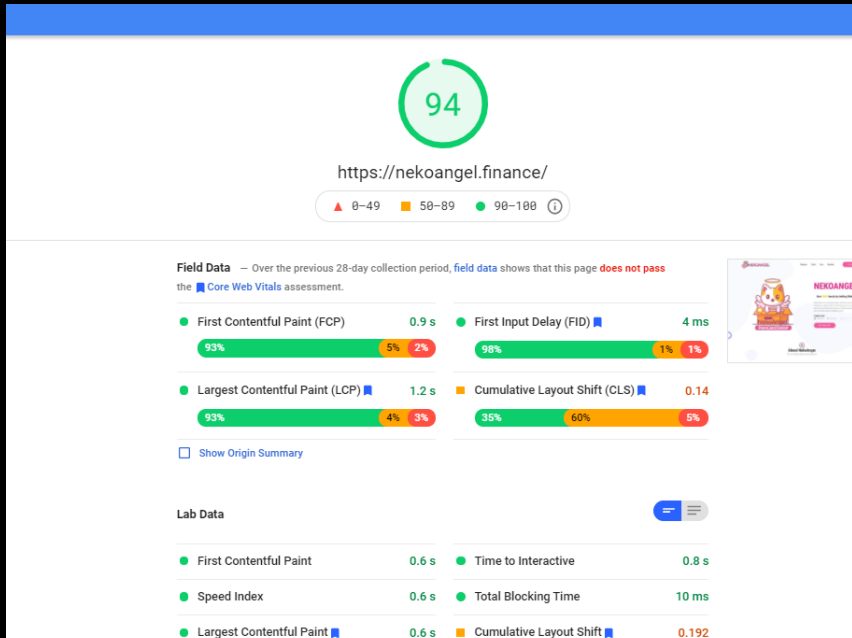 94
https://nekoangel.finance/
0–49 50–89 90–100
Field Data — Over the previous 28-day collection period, field data shows that this page does not pass
the Core Web Vitals assessment.
First Contentful Paint (FCP) 0.9 s
93% 5% 2%
First Input Delay (FID) 4 ms
98% 1% 1%
Largest Contentful Paint (LCP) 1.2 s
93% 4% 3%
Cumulative Layout Shift (CLS) 0.14
35% 60% 5%
Show Origin Summary
NEKOANGE
Lab Data
First Contentful Paint 0.6 s
Time to Interactive 0.8 s
Speed Index 0.6 s
Total Blocking Time 10 ms
Largest Contentful Paint 0.6 s
Cumulative Layout Shift 0.192